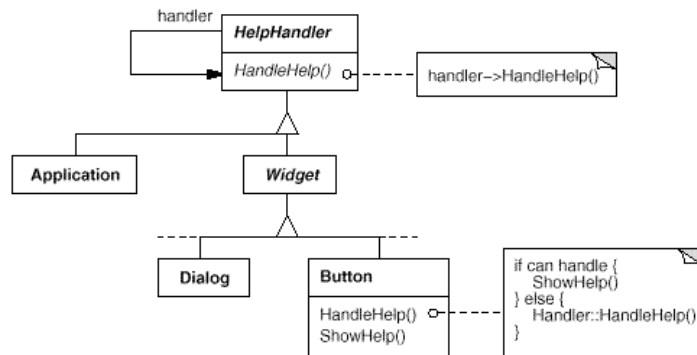 handler
HelpHandler
HandleHelp()
handler->HandleHelp()
Application
Widget
Dialog
Button
HandleHelp()
ShowHelp()
if can handle {
ShowHelp()
} else {
Handler::HandleHelp()
}